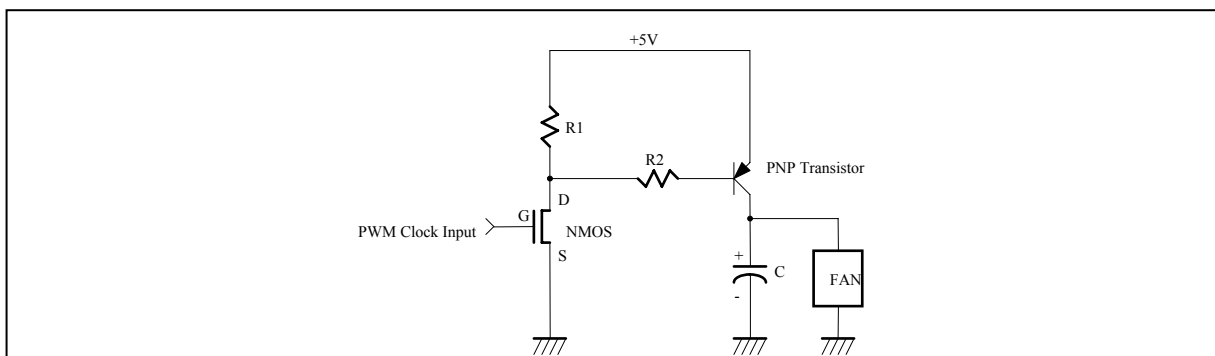 +5V
R1
R2
PNP Transistor
D
G
PWM Clock Input
NMOS
S
+
C
-
FAN